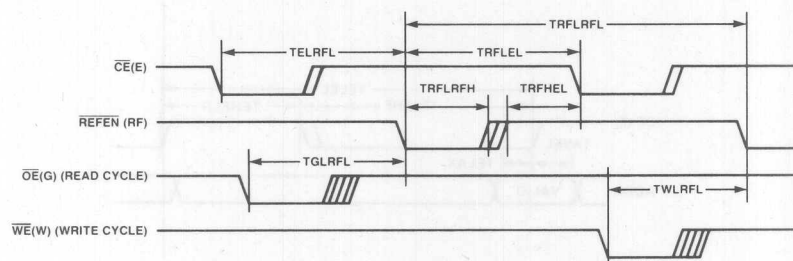 TRFLRFL
TELRFL TRFLEL
CE(E)
TRFLRFH TRFHEL
REFEN (RF)
TGLRFL
OE(G) (READ CYCLE)
TWLRFL
WE(W) (WRITE CYCLE)